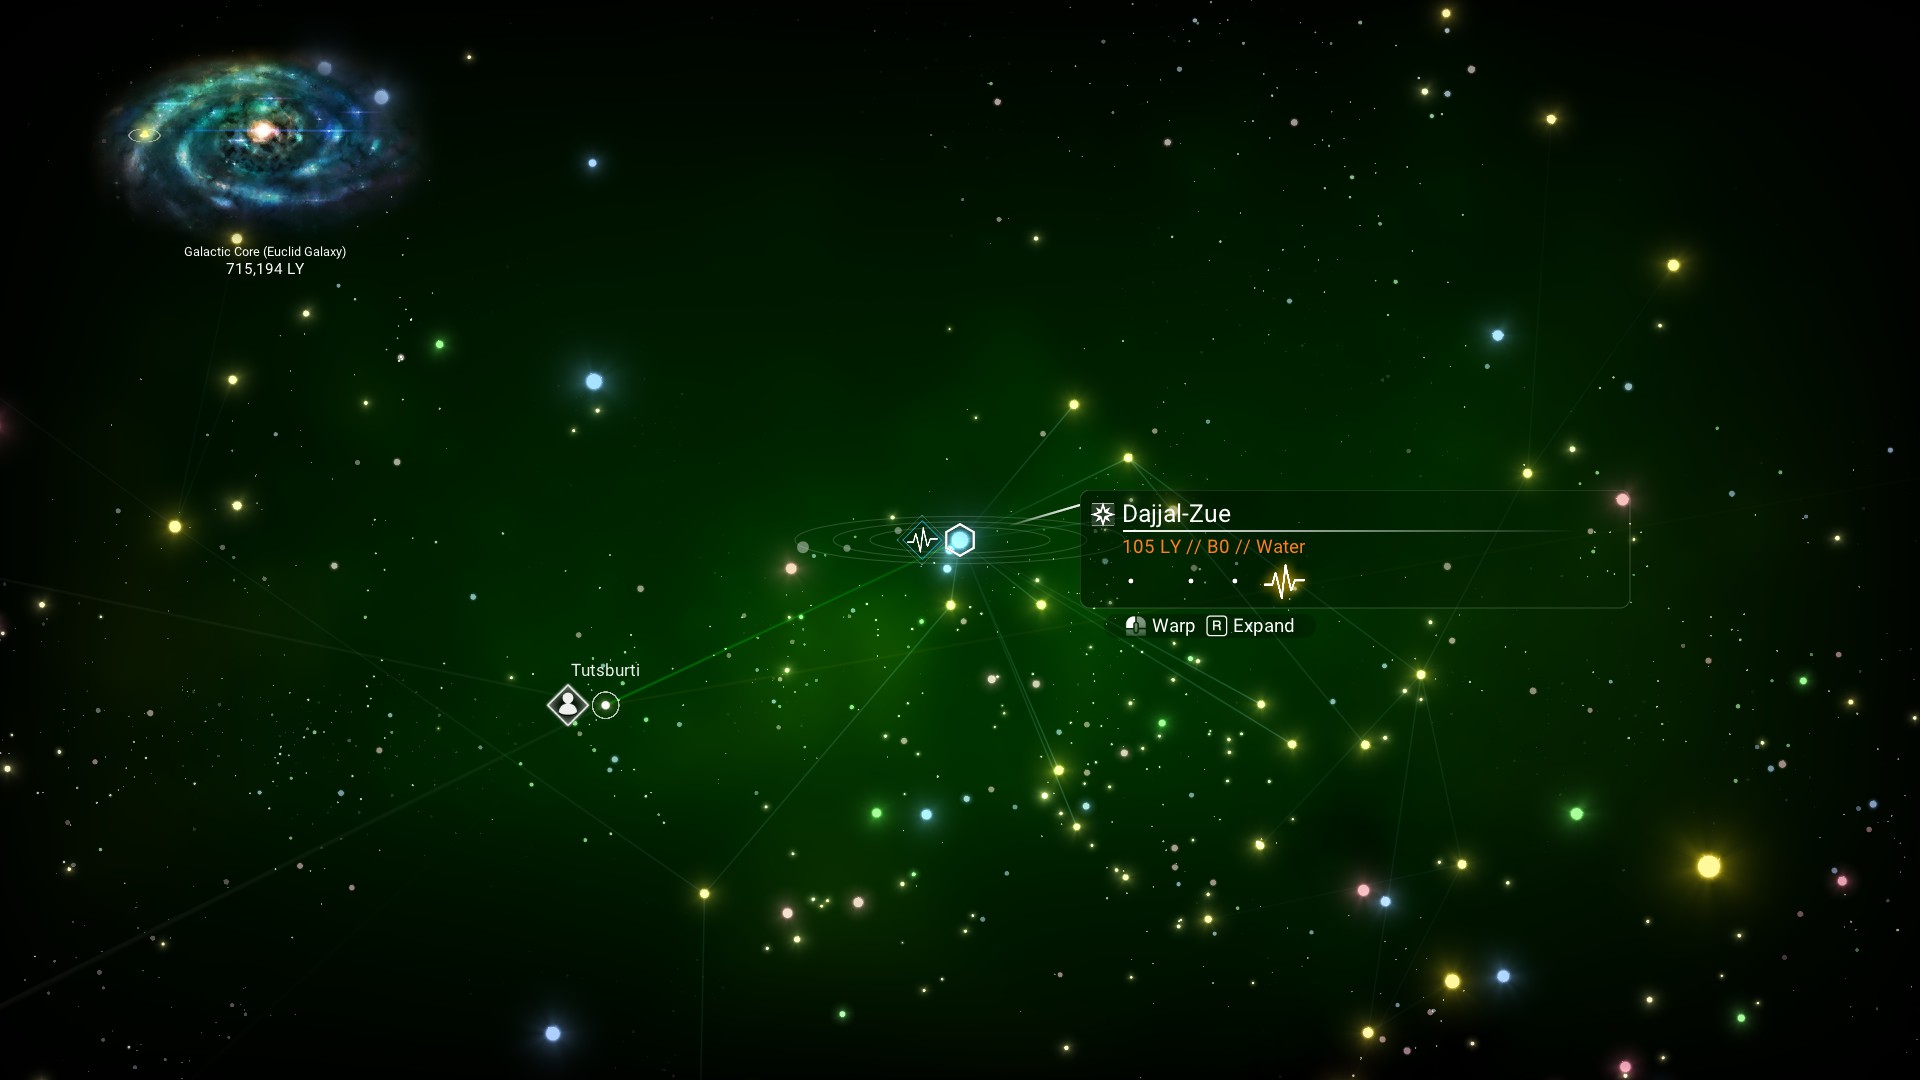 Galactic Core (Euclid Galaxy)
715,194 LY
Dajjal-Zue
105 LY // B0 // Water
Warp R Expand
Tutsburti